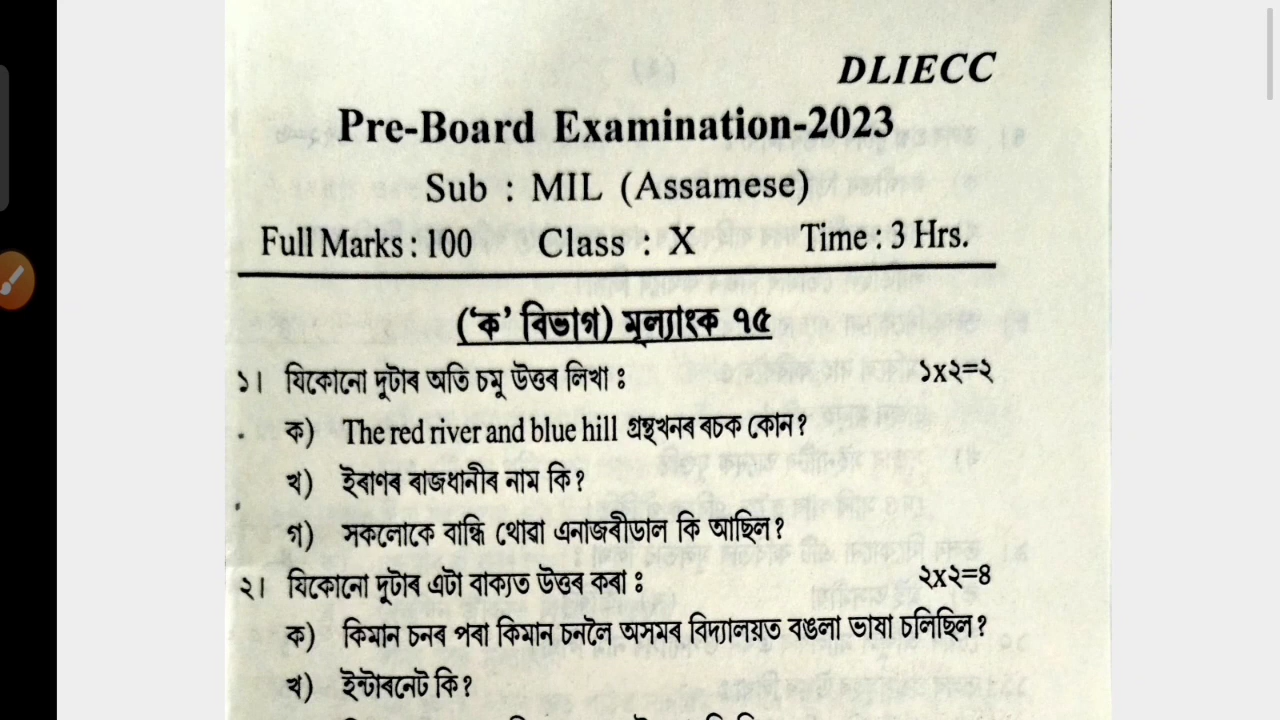 DLIECC
Pre-Board Examination-2023
Sub : MIL (Assamese)
Full Marks : 100 Class : X Time : 3 Hrs.
('ক' বিভাগ) মূল্যাংক ৭৫
১। যিকোনো দুটাৰ অতি চমু উত্তৰ লিখা ঃ ১x২=২
ক) The red river and blue hill গ্রন্থখনৰ ৰচক কোন?
খ) ইৰাণৰ ৰাজধানীৰ নাম কি?
গ) সকলোকে বান্ধি থোৱা এনাজৰীডাল কি আছিল?
২। যিকোনো দুটাৰ এটা বাক্যত উত্তৰ কৰা ঃ ২x২=৪
ক) কিমান চনৰ পৰা কিমান চনলৈ অসমৰ বিদ্যালয়ত বঙলা ভাষা চলিছিল?
খ) ইন্টাৰনেট কি?